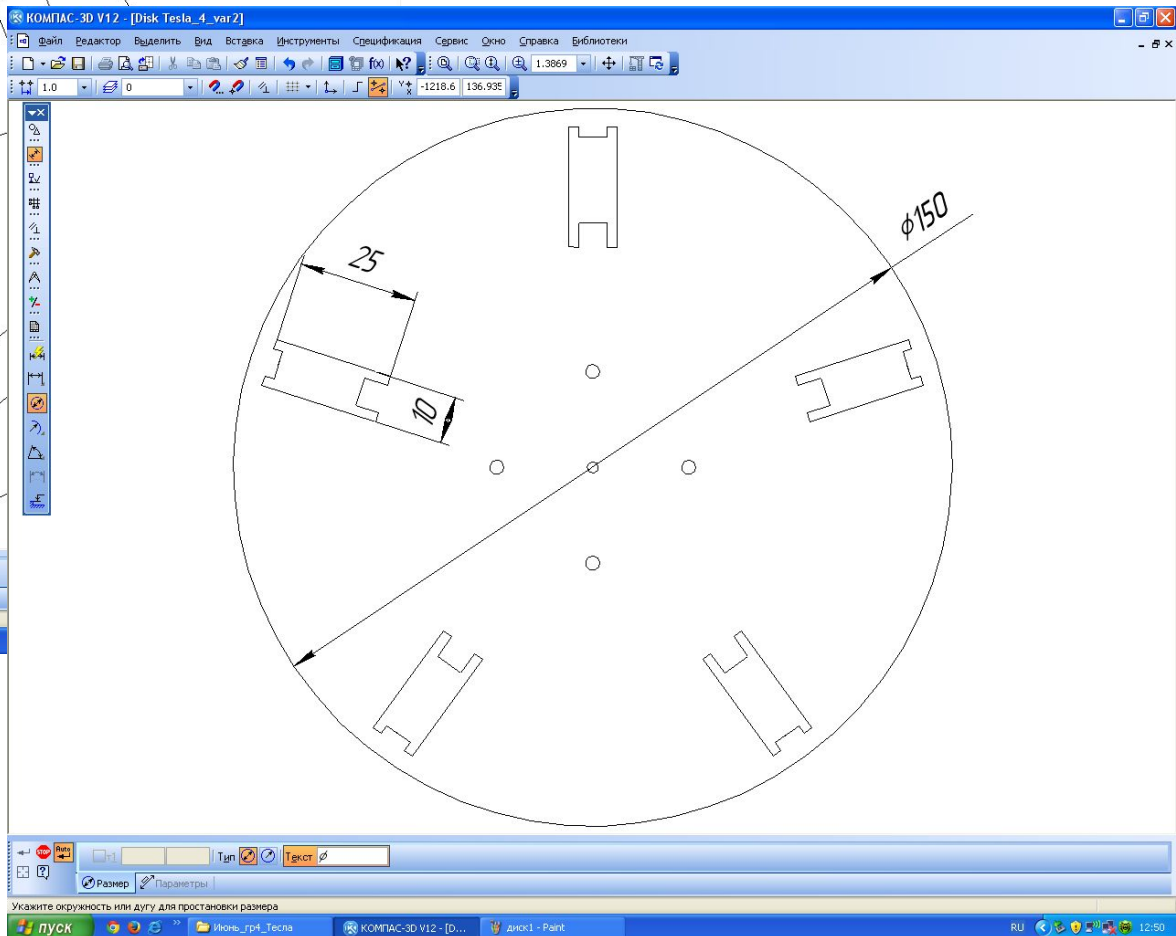 КОМПАС-3D V12 - [Disk Tesla_4_var2]
Файл Редактор Выделить Вид Вставка Инструменты Спецификация Сервис Окно Справка Библиотеки
f(x) 1.3869
1.0 0 -1218.6 136.935
ϕ150
25
10
STOP Auto Тип Текст ϕ
Размер Параметры
Укажите окружность или дугу для простановки размера
пуск Июнь_гр4_Тесла КОМПАС-3D V12 - [D... диск1 - Paint RU 12:50